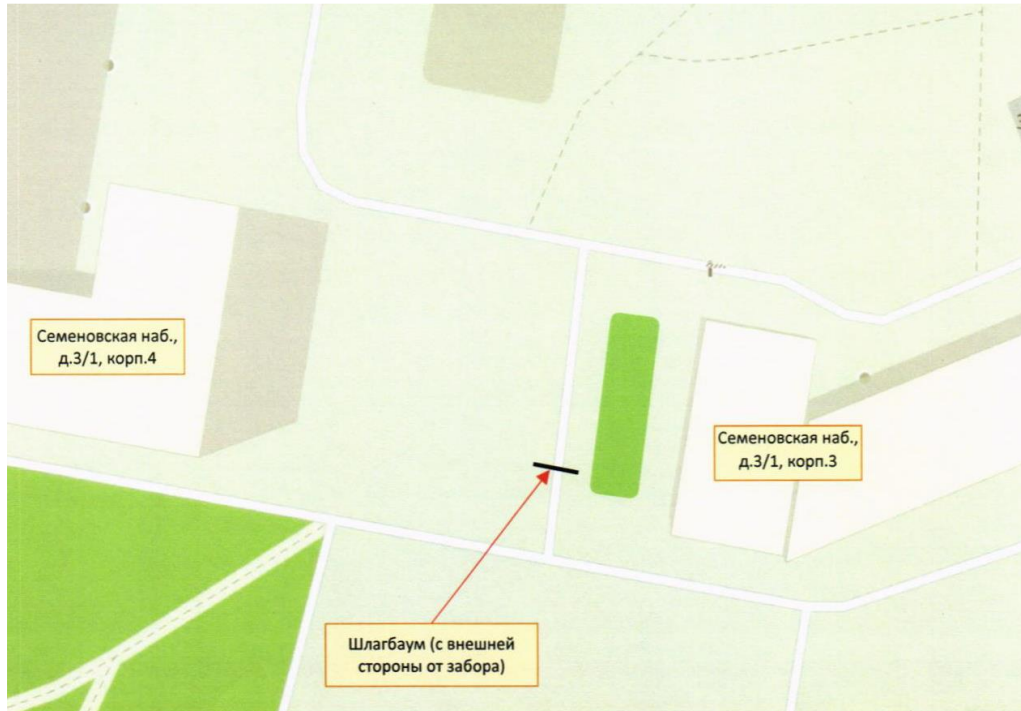 Семеновская наб.,
д.3/1, корп.4
Семеновская наб.,
д.3/1, корп.3
Шлагбаум (с внешней
стороны от забора)